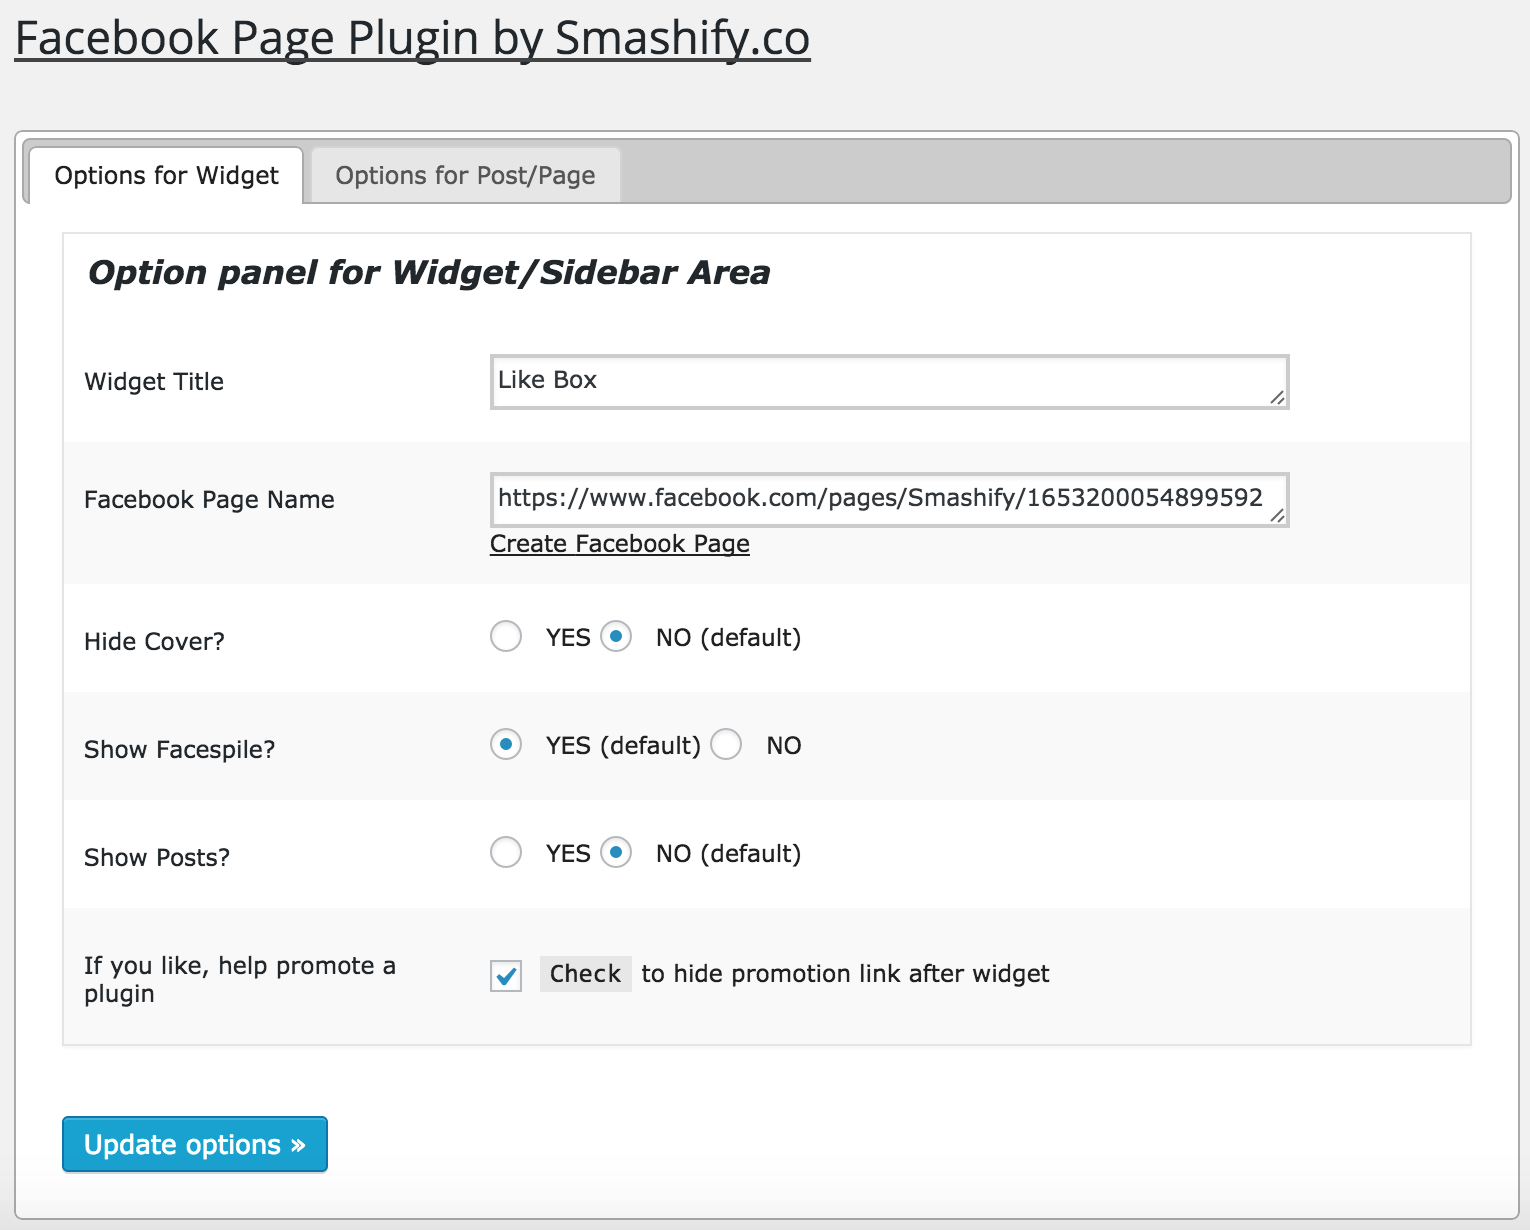 Facebook Page Plugin by Smashify.co
Options for Widget
Options for Post/Page
Option panel for Widget/Sidebar Area
Widget Title
Like Box
Facebook Page Name
https://www.facebook.com/pages/Smashify/1653200054899592
Create Facebook Page
Hide Cover?
YES NO (default)
Show Facespile?
YES (default) NO
Show Posts?
YES NO (default)
If you like, help promote a
plugin
Check to hide promotion link after widget
Update options »